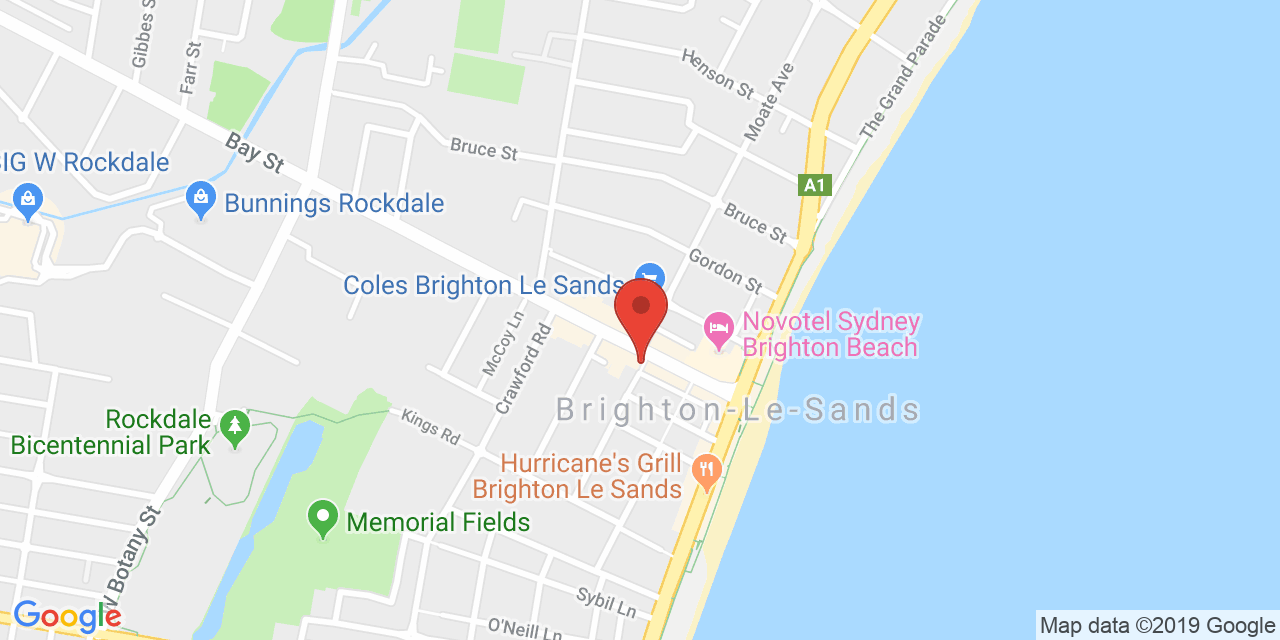 Gibbes S
Farr St
Henson St
Moate Ave
The Grand Parade
Bay St
Bruce St
IG W Rockdale
A1
Bunnings Rockdale
Bruce St
Gordon St
Coles Brighton Le Sands
McCoy Ln
Crawford Rd
Novotel Sydney
Brighton Beach
Rockdale
Bicentennial Park
Kings Rd
Brighton-Le-Sands
Hurricane's Grill
Brighton Le Sands
Memorial Fields
W Botany St
Sybil Ln
O'Neill Ln
Google
Map data ©2019 Google